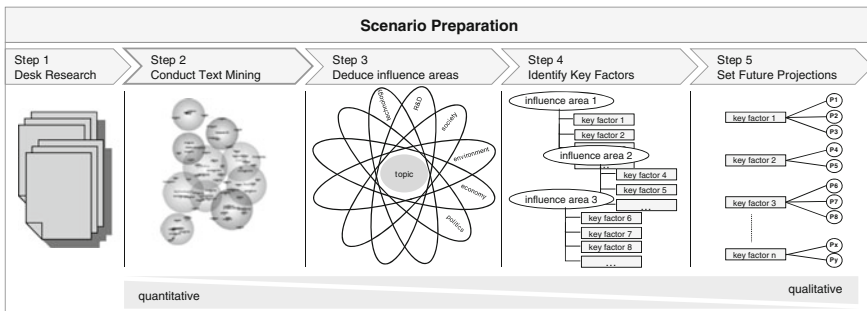 Scenario Preparation
Step 1
Desk Research
Step 2
Conduct Text Mining
Step 3
Deduce influence areas
Step 4
Identify Key Factors
Step 5
Set Future Projections
technology
R&D
society
environment
economy
politics
topic
influence area 1
key factor 1
key factor 2
...
influence area 2
key factor 4
key factor 5
...
influence area 3
key factor 6
key factor 7
key factor 8
...
key factor 1
P1
P2
P3
key factor 2
P4
P5
key factor 3
P6
P7
P8
key factor n
Px
Py
quantitative
qualitative